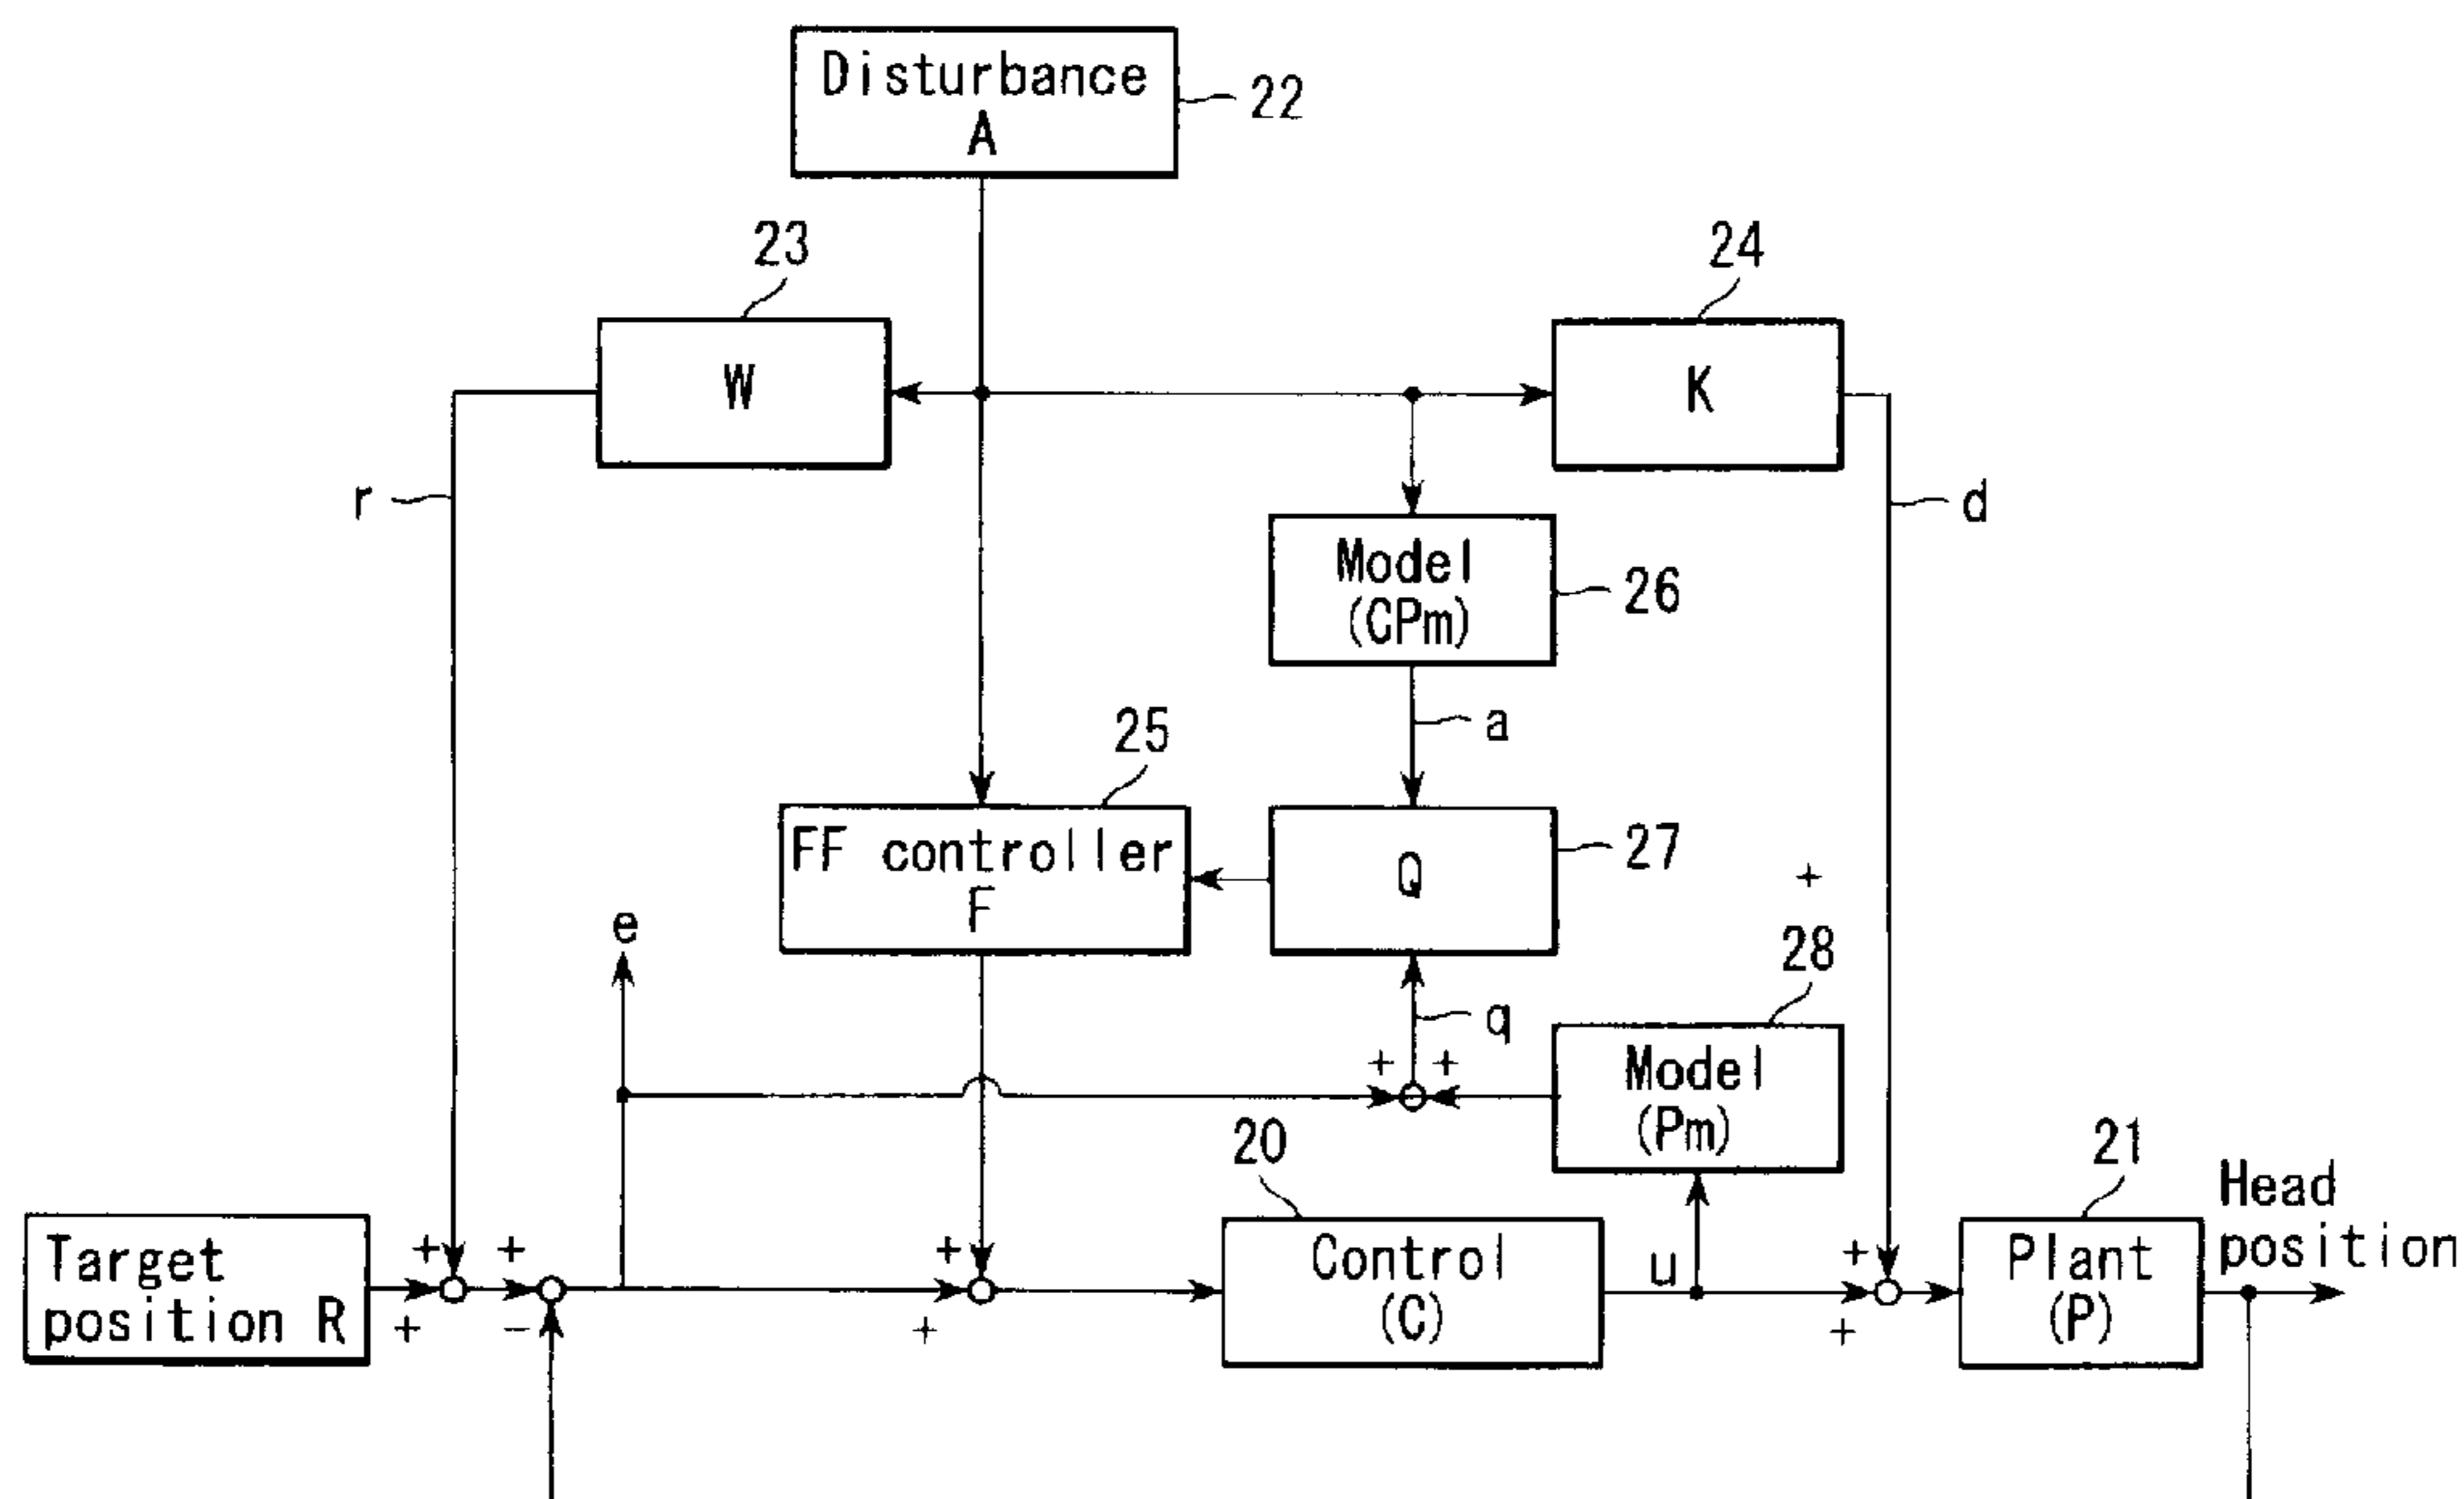 Disturbance
A
22
23
24
W
K
r
d
Model
(CPm)
26
a
25
FF controller
F
Q
27
+
e
28
q
+ +
Model
(Pm)
20
21
Head
position
Target
position R
+
+
+
-
+
+
Control
(C)
u
+
+
Plant
(P)